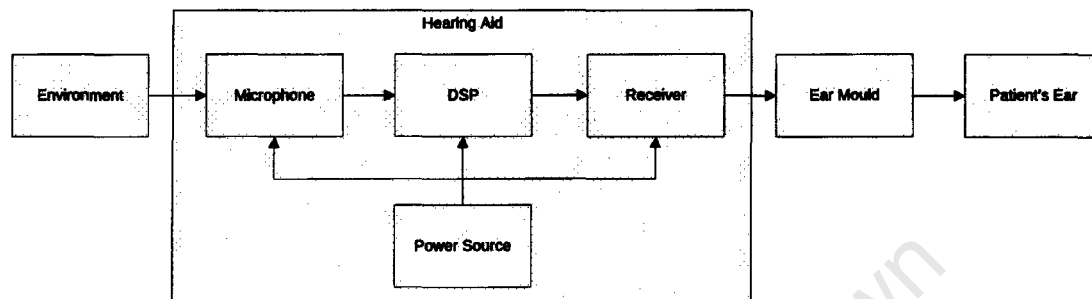 Hearing Aid
Environment
Microphone
DSP
Receiver
Ear Mould
Patient's Ear
Power Source